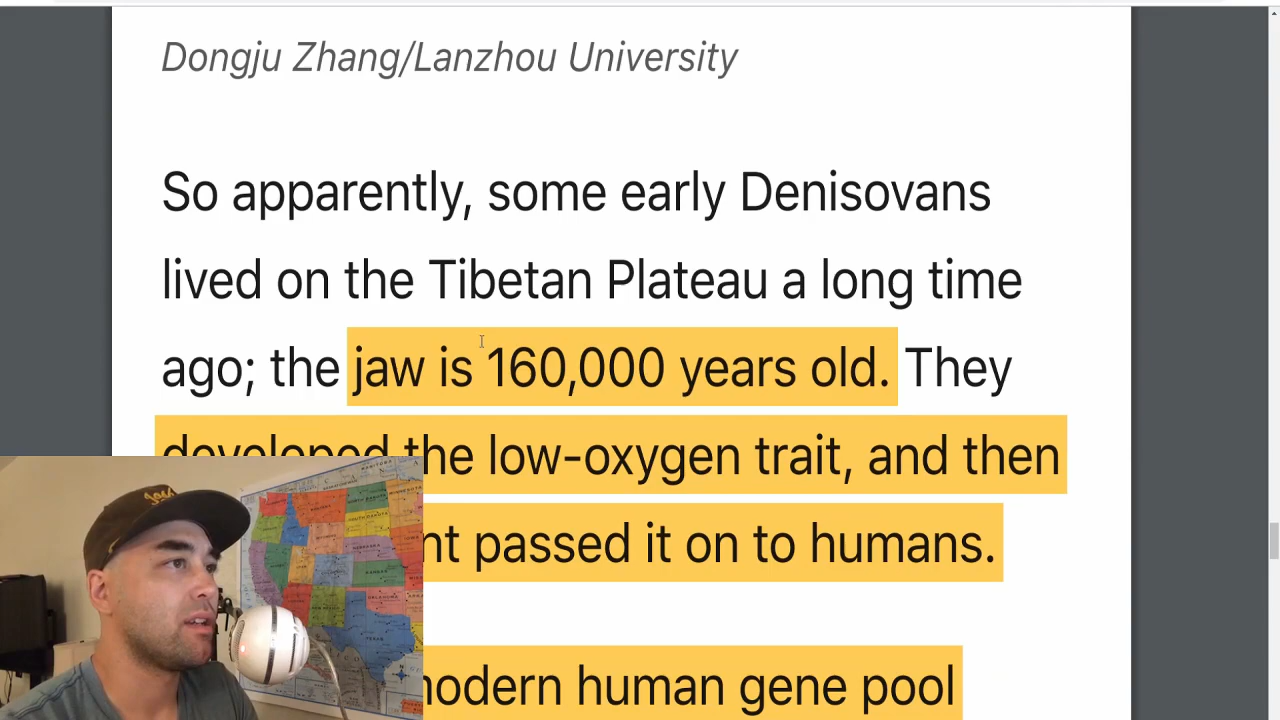 Dongju Zhang/Lanzhou University
So apparently, some early Denisovans
lived on the Tibetan Plateau a long time
ago; the jaw is 160,000 years old. They
developed the low-oxygen trait, and then
nt passed it on to humans.
modern human gene pool